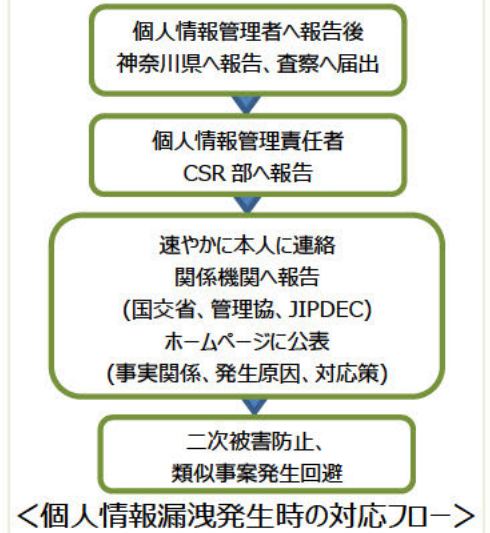 個人情報管理者へ報告後
神奈川県へ報告、査察へ届出
個人情報管理責任者
CSR 部へ報告
速やかに本人に連絡
関係機関へ報告
(国交省、管理協、JIPDEC)
ホームページに公表
(事実関係、発生原因、対応策)
二次被害防止、
類似事案発生回避
＜個人情報漏洩発生時の対応フロー＞